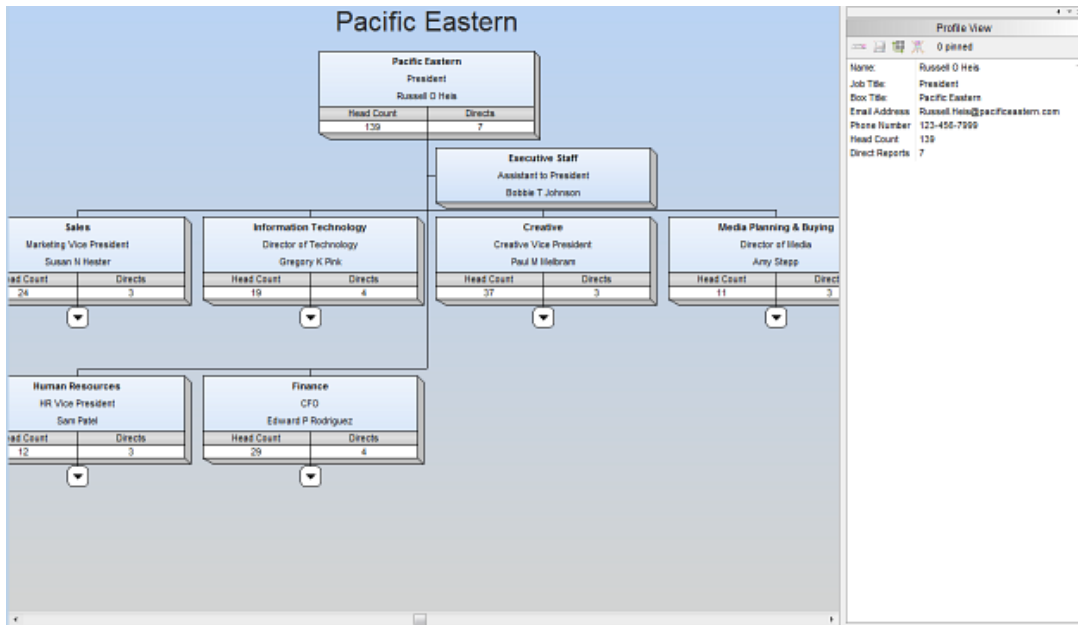 Pacific Eastern
Pacific Eastern
President
Russell O Heis
Head Count Directs
139 7
Executive Staff
Assistant to President
Bobbie T Johnson
Sales
Marketing Vice President
Susan N Hester
ead Count Directs
24 3
Information Technology
Director of Technology
Gregory K Pink
Head Count Directs
19 4
Creative
Creative Vice President
Paul M Melbram
Head Count Directs
37 3
Media Planning & Buying
Director of Media
Amy Stepp
Head Count Direct
11 3
Human Resources
HR Vice President
Sam Patel
ead Count Directs
12 3
Finance
CFO
Edward P Rodriguez
Head Count Directs
29 4
Profile View
0 pinned
Name: Russell O Heis
Job Title: President
Box Title: Pacific Eastern
Email Address Russell.Heis@pacificeastern.com
Phone Number 123-456-7999
Head Count 139
Direct Reports 7